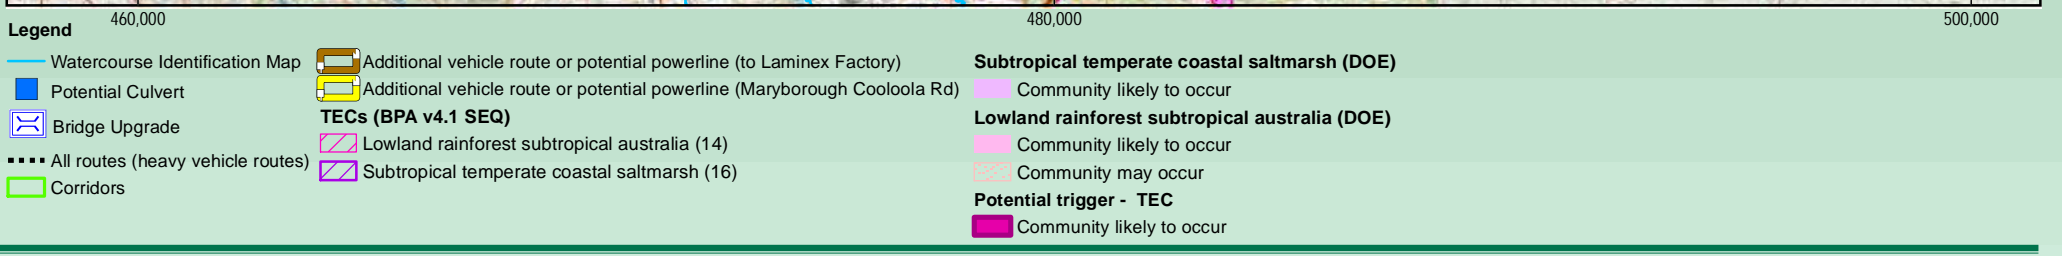 460,000 480,000 500,000
Legend
Watercourse Identification Map
Potential Culvert
Bridge Upgrade
All routes (heavy vehicle routes)
Corridors
Additional vehicle route or potential powerline (to Laminex Factory)
Additional vehicle route or potential powerline (Maryborough Cooloola Rd)
TECs (BPA v4.1 SEQ)
Lowland rainforest subtropical australia (14)
Subtropical temperate coastal saltmarsh (16)
Subtropical temperate coastal saltmarsh (DOE)
Community likely to occur
Lowland rainforest subtropical australia (DOE)
Community likely to occur
Community may occur
Potential trigger - TEC
Community likely to occur